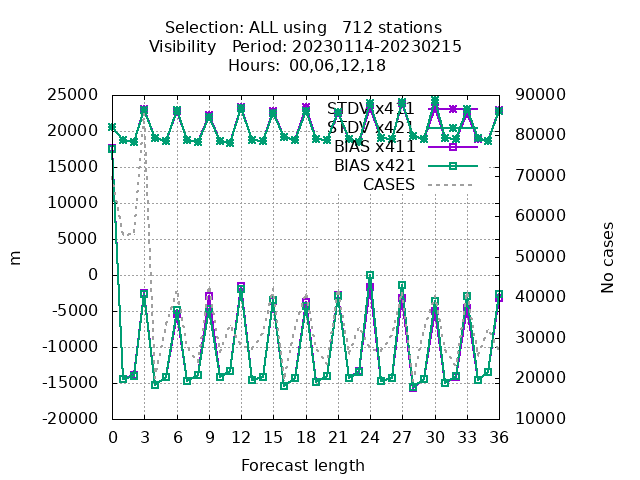 Selection: ALL using   712 stations
Visibility   Period: 20230114-20230215
Hours: 00,06,12,18
25000
20000
15000
10000
5000
0
-5000
-10000
-15000
-20000
m
STDV x411
STDV x421
BIAS x411
BIAS x421
CASES
90000
80000
70000
60000
50000
40000
30000
20000
10000
No cases
0 3 6 9 12 15 18 21 24 27 30 33 36
Forecast length